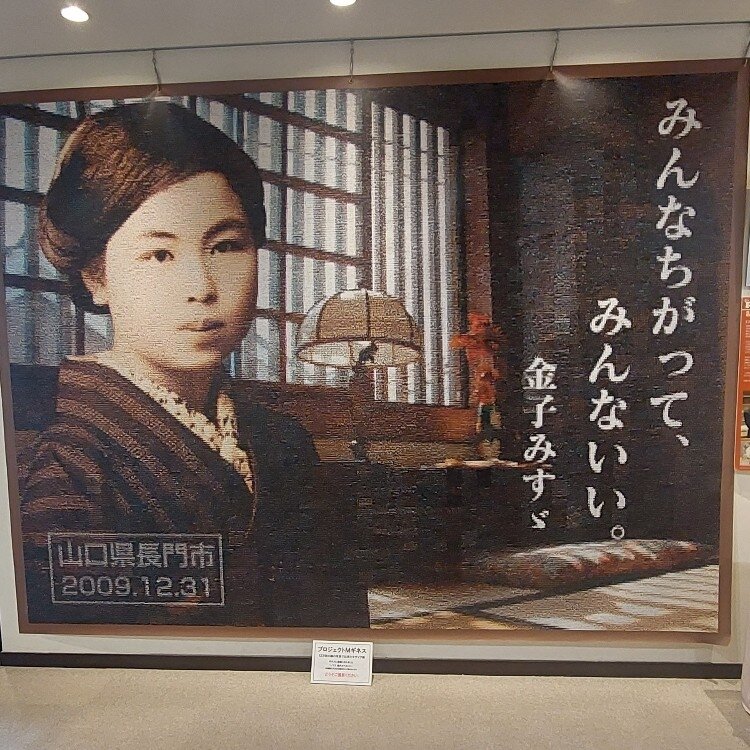 みんなちがって、
みんないい。
金子みすゞ
山口県長門市
2009.12.31
プロジェクトMギネス